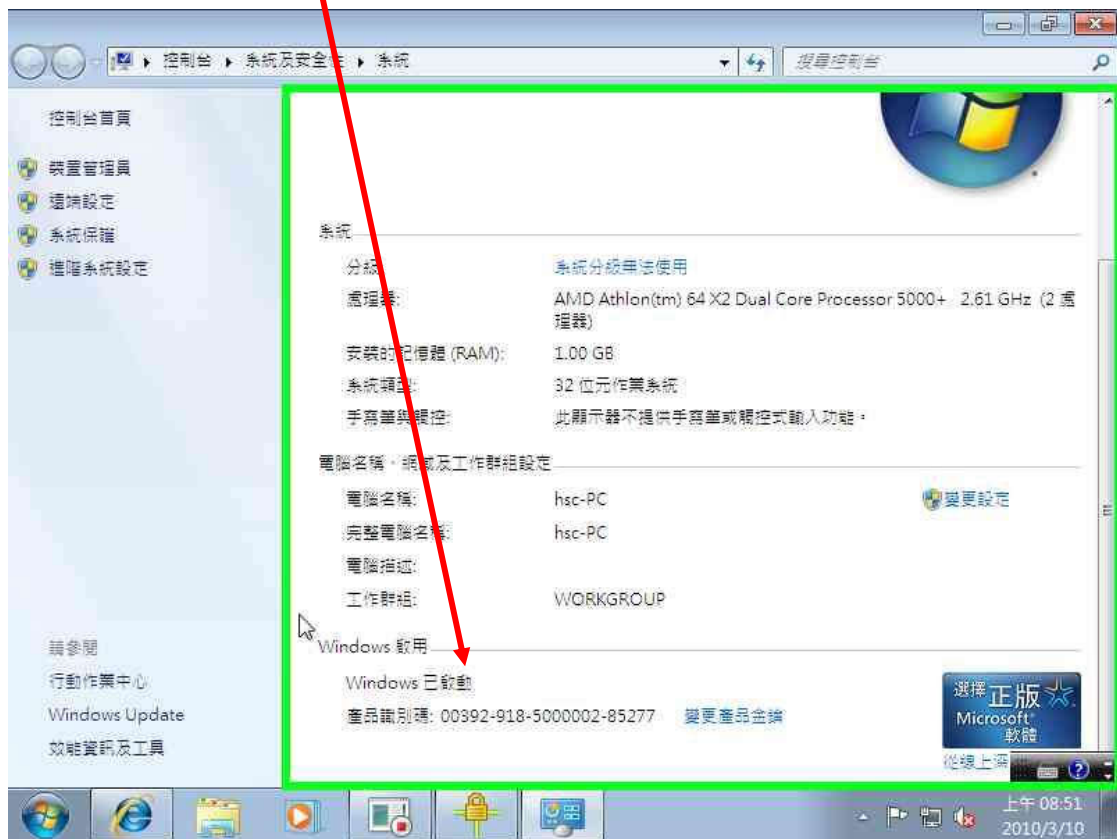 控制台 ▸ 系統及安全性 ▸ 系統
搜尋控制台
控制台首頁
裝置管理員
遠端設定
系統保護
進階系統設定
系統
分級: 系統分級無法使用
處理器: AMD Athlon(tm) 64 X2 Dual Core Processor 5000+ 2.61 GHz (2 處
理器)
安裝的記憶體 (RAM): 1.00 GB
系統類型: 32 位元作業系統
手寫筆與觸控: 此顯示器不提供手寫筆或觸控式輸入功能。
電腦名稱、網域及工作群組設定
電腦名稱: hsc-PC 變更設定
完整電腦名稱: hsc-PC
電腦描述:
工作群組: WORKGROUP
Windows 啟用
Windows 已啟動
產品識別碼: 00392-918-5000002-85277 變更產品金鑰
選擇
正版
Microsoft
軟體
從線上深
請參閱
行動作業中心
Windows Update
效能資訊及工具
上午 08:51
2010/3/10